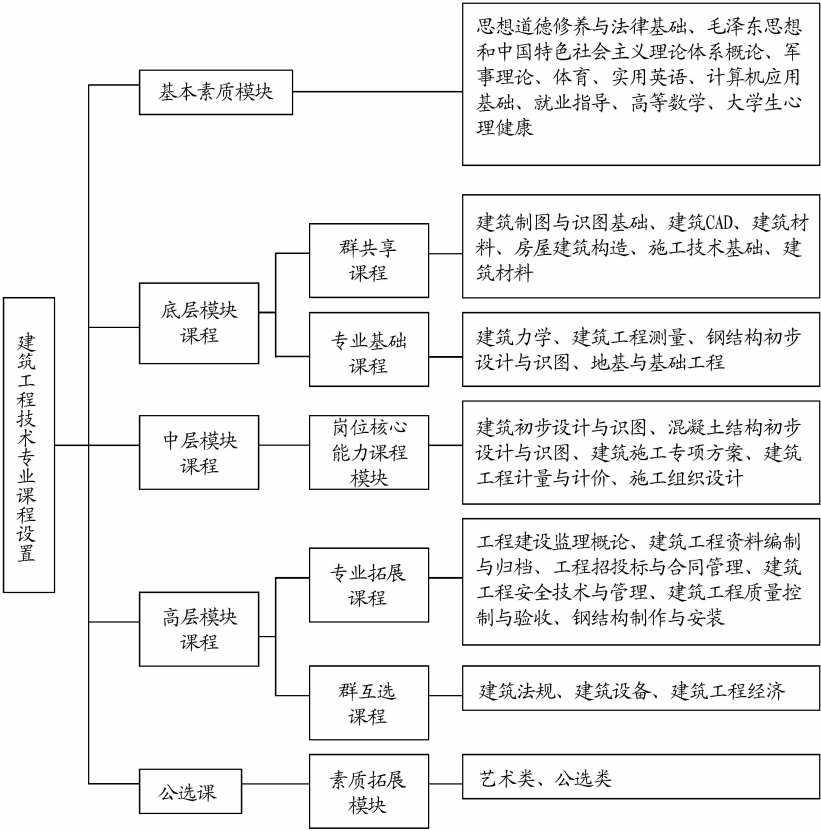 建筑工程技术专业课程设置
基本素质模块
思想道德修养与法律基础、毛泽东思想
和中国特色社会主义理论体系概论、军
事理论、体育、实用英语、计算机应用
基础、就业指导、高等数学、大学生心
理健康
底层模块
课程
群共享
课程
建筑制图与识图基础、建筑CAD、建筑材
料、房屋建筑构造、施工技术基础、建
筑材料
专业基础
课程
建筑力学、建筑工程测量、钢结构初步
设计与识图、地基与基础工程
中层模块
课程
岗位核心
能力课程
模块
建筑初步设计与识图、混凝土结构初步
设计与识图、建筑施工专项方案、建筑
工程计量与计价、施工组织设计
高层模块
课程
专业拓展
课程
工程建设监理概论、建筑工程资料编制
与归档、工程招投标与合同管理、建筑
工程安全技术与管理、建筑工程质量控
制与验收、钢结构制作与安装
群互选
课程
建筑法规、建筑设备、建筑工程经济
公选课
素质拓展
模块
艺术类、公选类